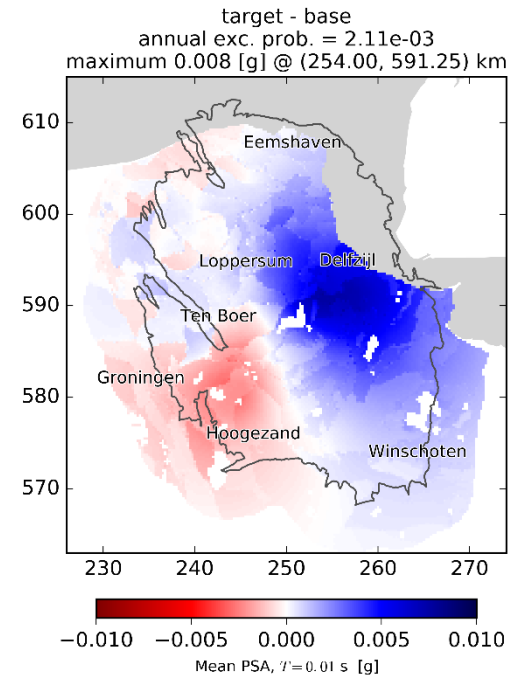 target - base
annual exc. prob. = 2.11e-03
maximum 0.008 [g] @ (254.00, 591.25) km
610
Eemshaven
600
Loppersum Delfzijl
590
Ten Boer
580
Groningen
Hoogezand
Winschoten
570
230 240 250 260 270
−0.010 −0.005 0.000 0.005 0.010
Mean PSA, T=0.01 s [g]